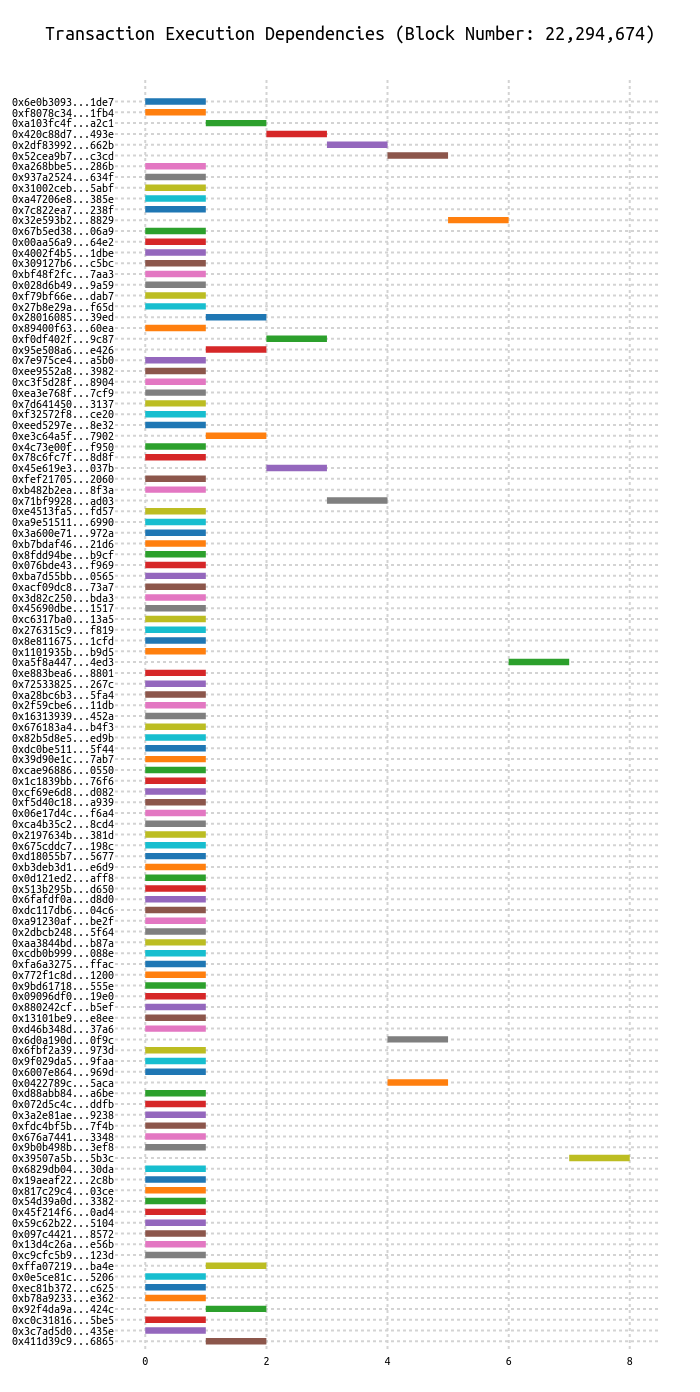 Transaction Execution Dependencies (Block Number: 22,294,674)
0x6e0b3093...1de7
0xf8078c34...1fb4
0xa103fc4f...a2c1
0x420c88d7...493e
0x2df83992...662b
0x52cea9b7...c3cd
0xa268bbe5...286b
0x937a2524...634f
0x31002ceb...5abf
0xa47206e8...385e
0x7c822ea7...238f
0x32e593b2...8829
0x67b5ed38...06a9
0x00aa56a9...64e2
0x4002f4b5...1dbe
0x309127b6...c5bc
0xbf48f2fc...7aa3
0x028d6b49...9a59
0xf79bf66e...dab7
0x27b8e29a...f65d
0x28016085...39ed
0x89400f63...60ea
0xf0df402f...9c87
0x95e508a6...e426
0x7e975ce4...a5b0
0xee9552a8...3982
0xc3f5d28f...8904
0xea3e768f...7cf9
0x7d641450...3137
0xf32572f8...ce20
0xeed5297e...8e32
0xe3c64a5f...7902
0x4c73e00f...f950
0x78c6fc7f...8d8f
0x45e619e3...037b
0xfef21705...2060
0xb482b2ea...8f3a
0x71bf9928...ad03
0xe4513fa5...fd57
0xa9e51511...6990
0x3a600e71...972a
0xb7bdaf46...21d6
0x8fdd94be...b9cf
0x076bde43...f969
0xba7d55bb...0565
0xacf09dc8...73a7
0x3d82c250...bda3
0x45690dbe...1517
0xc6317ba0...13a5
0x276315c9...f819
0x8e811675...1cfd
0x1101935b...b9d5
0xa5f8a447...4ed3
0xe883bea6...8801
0x72533825...267c
0xa28bc6b3...5fa4
0x2f59cbe6...11db
0x16313939...452a
0x676183a4...b4f3
0x82b5d8e5...ed9b
0xdc0be511...5f44
0x39d90e1c...7ab7
0xcae96886...0550
0x1c1839bb...76f6
0xcf69e6d8...d082
0xf5d40c18...a939
0x06e17d4c...f6a4
0xca4b35c2...8cd4
0x2197634b...381d
0x675cddc7...198c
0xd18055b7...5677
0xb3deb3d1...e6d9
0x0d121ed2...aff8
0x513b295b...d650
0x6fafdf0a...d8d0
0xdc117db6...04c6
0xa91230af...be2f
0x2dbcb248...5f64
0xaa3844bd...b87a
0xcdb0b999...088e
0xfa6a3275...ffac
0x772f1c8d...1200
0x9bd61718...555e
0x09096df0...19e0
0x880242cf...b5ef
0x13101be9...e8ee
0xd46b348d...37a6
0x6d0a190d...0f9c
0x6fbf2a39...973d
0x9f029da5...9faa
0x6007e864...969d
0x0422789c...5aca
0xd88abb84...a6be
0x072d5c4c...ddfb
0x3a2e81ae...9238
0xfdc4bf5b...7f4b
0x676a7441...3348
0x9b0b498b...3ef8
0x39507a5b...5b3c
0x6829db04...30da
0x19aeaf22...2c8b
0x817c29c4...03ce
0x54d39a0d...3382
0x45f214f6...0ad4
0x59c62b22...5104
0x097c4421...8572
0x13d4c26a...e56b
0xc9cfc5b9...123d
0xffa07219...ba4e
0x0e5ce81c...5206
0xec81b372...c625
0xb78a9233...e362
0x92f4da9a...424c
0xc0c31816...5be5
0x3c7ad5d0...435e
0x411d39c9...6865
0 2 4 6 8